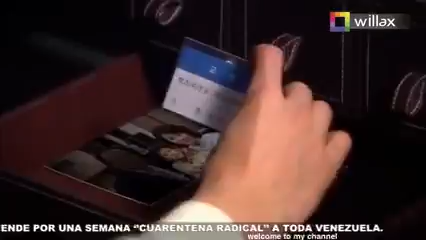 willax
ENDE POR UNA SEMANA "CUARENTENA RADICAL" A TODA VENEZUELA.
welcome to my channel